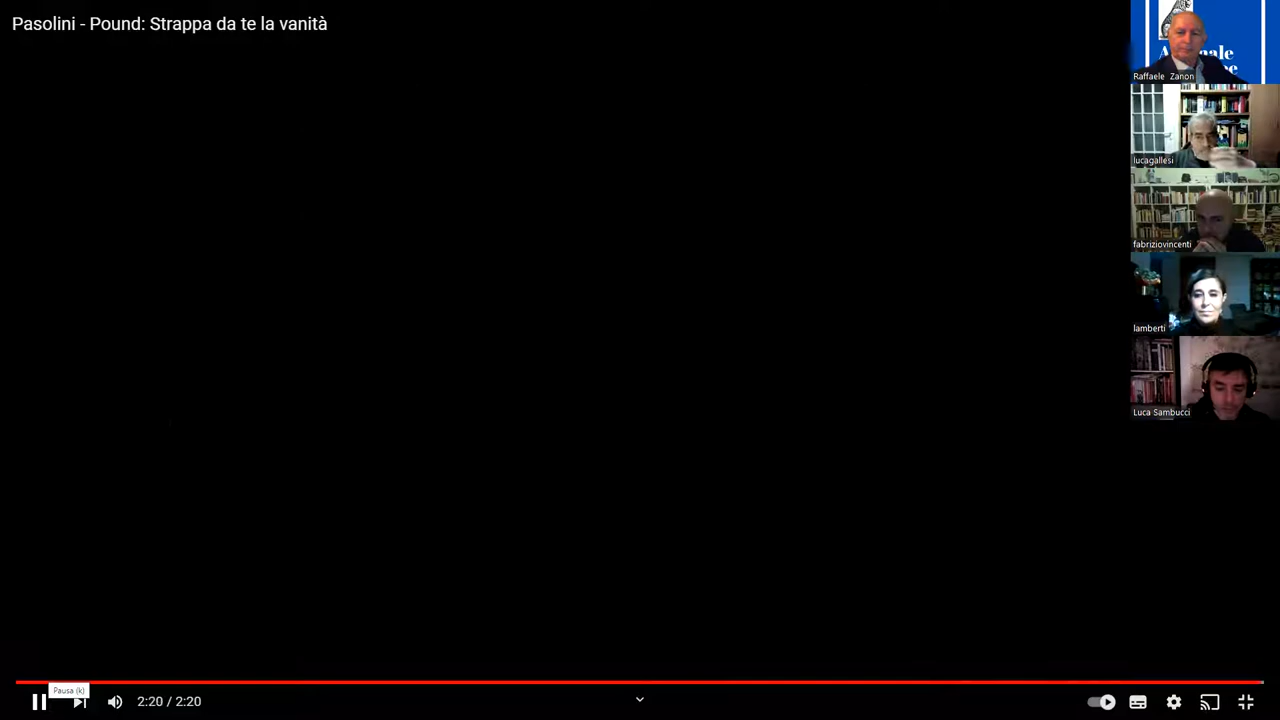 Pasolini - Pound: Strappa da te la vanità
Raffaele Zanon
lucagallesi
fabriziovincenti
lamberti
Luca Sambucci
Pausa (k)
2:20 / 2:20